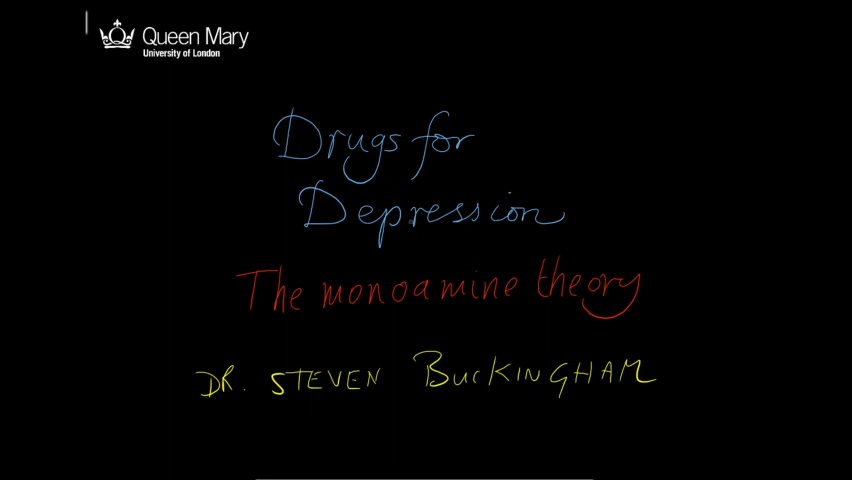 Queen Mary
University of London
Drugs for
Depression
The monoamine theory
DR. STEVEN BUCKINGHAM